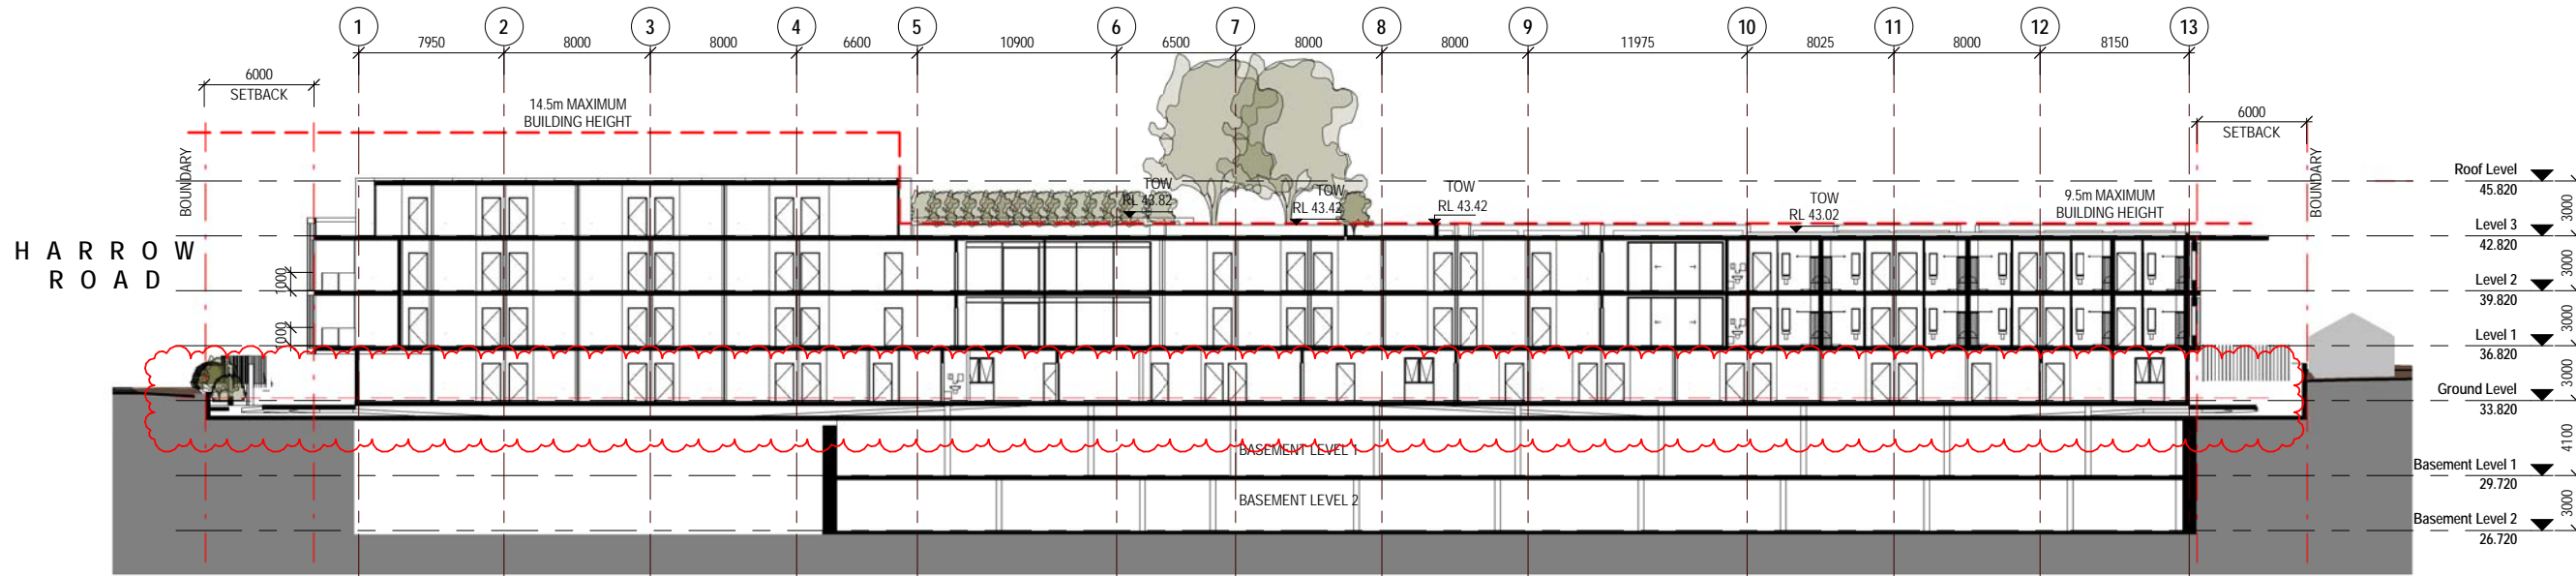 1 2 3 4 5 6 7 8 9 10 11 12 13
7950 8000 8000 6600 10900 6500 8000 8000 11975 8025 8000 8150
6000
SETBACK
14.5m MAXIMUM
BUILDING HEIGHT
6000
SETBACK
BOUNDARY
BOUNDARY
HARROW
ROAD
TOW
RL 43.82
TOW
RL 43.42
TOW
RL 43.42
TOW
RL 43.02
9.5m MAXIMUM
BUILDING HEIGHT
1000
1000
Roof Level
45.820
3000
Level 3
42.820
3000
Level 2
39.820
3000
Level 1
36.820
3000
Ground Level
33.820
4100
Basement Level 1
29.720
3000
Basement Level 2
26.720
BASEMENT LEVEL 1
BASEMENT LEVEL 2